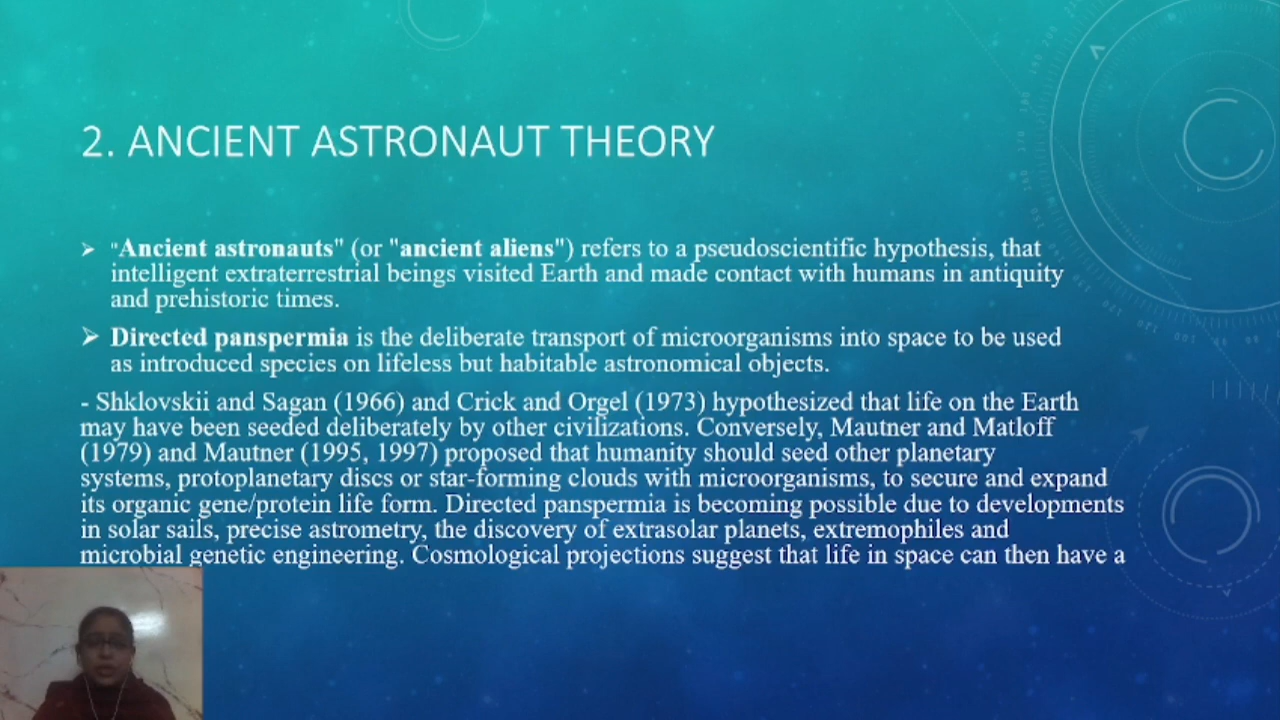 2. ANCIENT ASTRONAUT THEORY
"Ancient astronauts" (or "ancient aliens") refers to a pseudoscientific hypothesis, that
intelligent extraterrestrial beings visited Earth and made contact with humans in antiquity
and prehistoric times.
Directed panspermia is the deliberate transport of microorganisms into space to be used
as introduced species on lifeless but habitable astronomical objects.
- Shklovskii and Sagan (1966) and Crick and Orgel (1973) hypothesized that life on the Earth
may have been seeded deliberately by other civilizations. Conversely, Mautner and Matloff
(1979) and Mautner (1995, 1997) proposed that humanity should seed other planetary
systems, protoplanetary discs or star-forming clouds with microorganisms, to secure and expand
its organic gene/protein life form. Directed panspermia is becoming possible due to developments
in solar sails, precise astrometry, the discovery of extrasolar planets, extremophiles and
microbial genetic engineering. Cosmological projections suggest that life in space can then have a